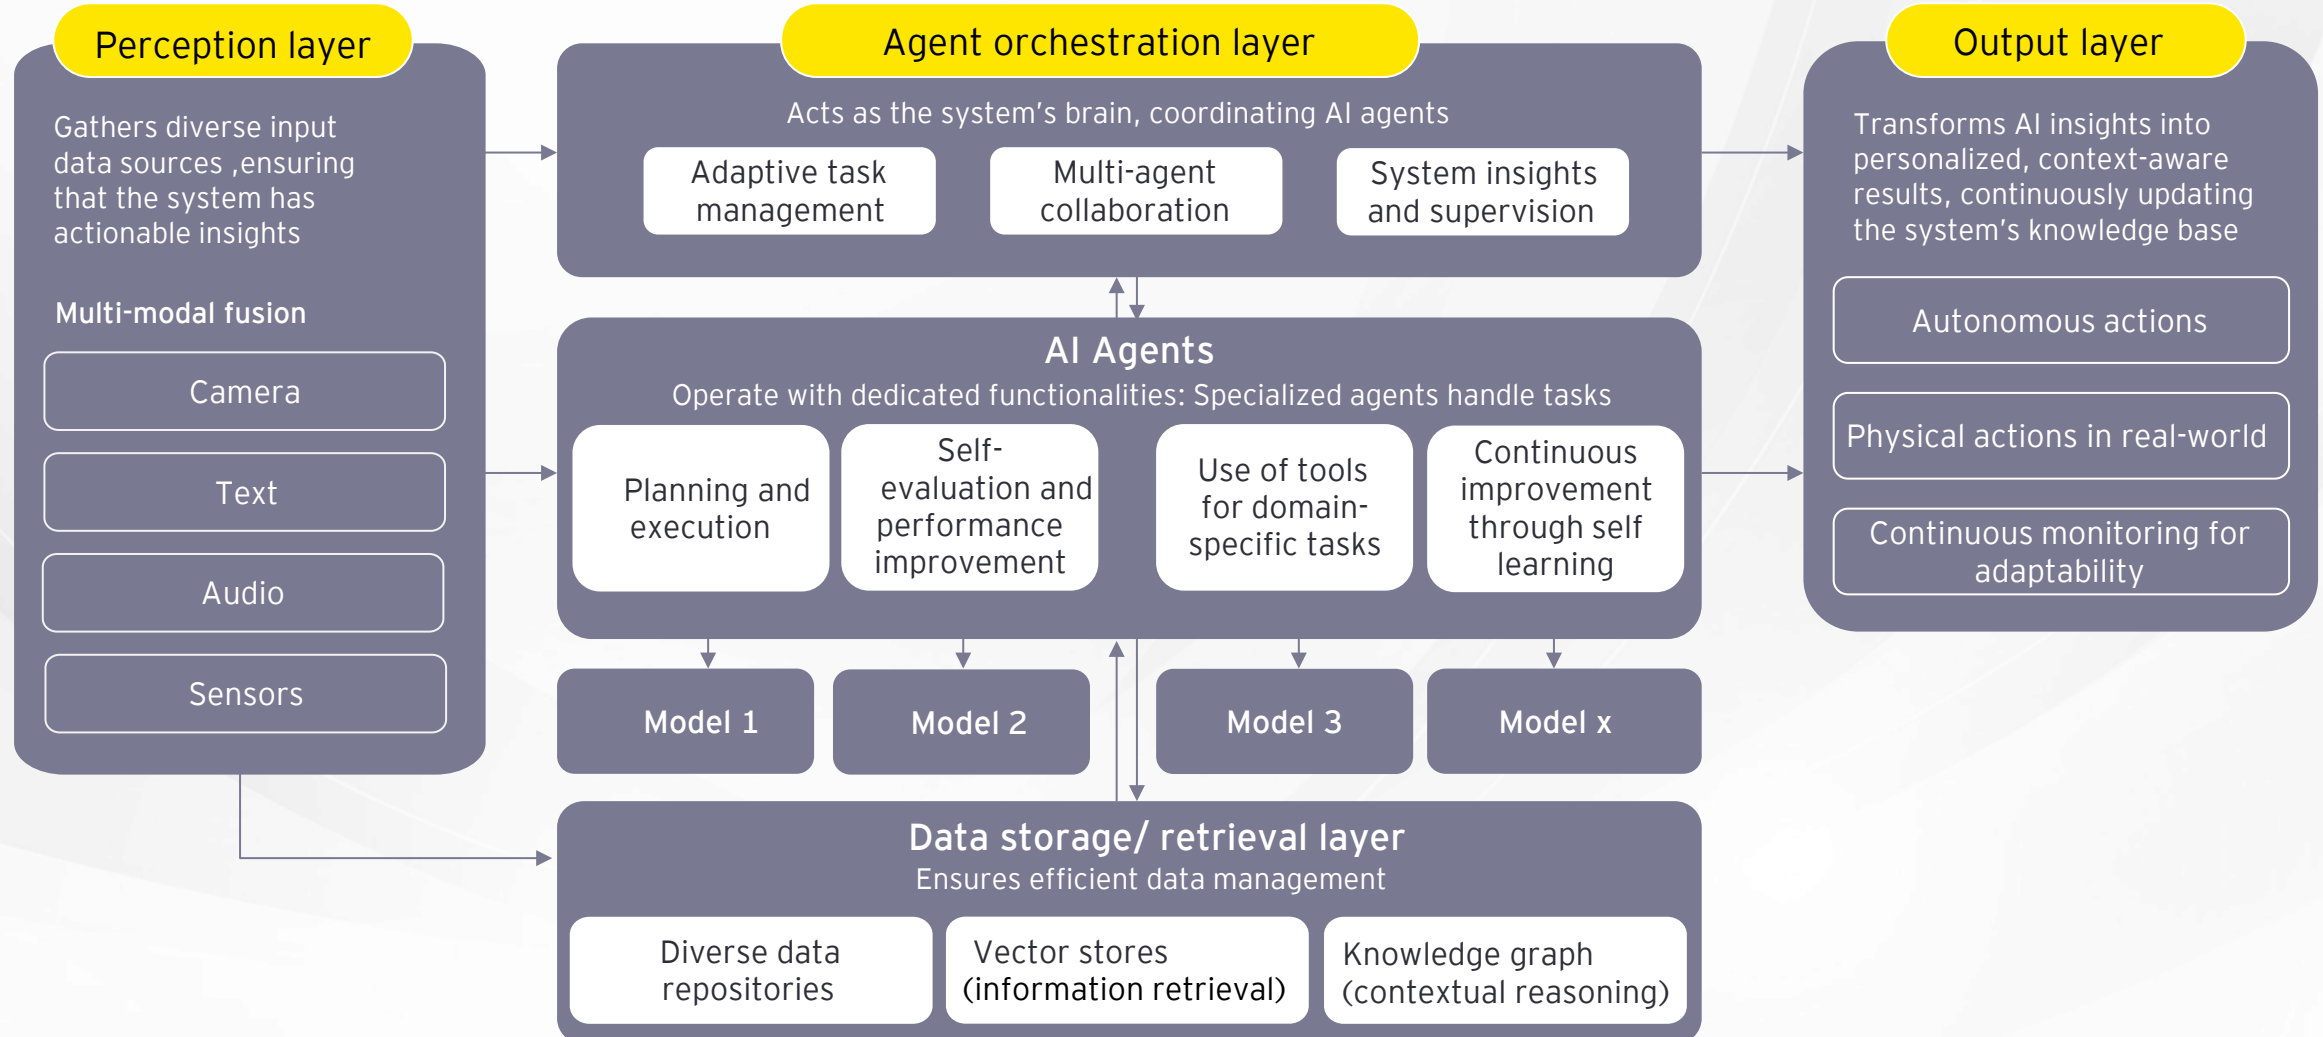 Perception layer
Gathers diverse input
data sources ,ensuring
that the system has
actionable insights
Multi-modal fusion
Camera
Text
Audio
Sensors
Agent orchestration layer
Acts as the system's brain, coordinating AI agents
Adaptive task
management
Multi-agent
collaboration
System insights
and supervision
AI Agents
Operate with dedicated functionalities: Specialized agents handle tasks
Planning and
execution
Self-
evaluation and
performance
improvement
Use of tools
for domain-
specific tasks
Continuous
improvement
through self
learning
Model 1
Model 2
Model 3
Model x
Data storage/ retrieval layer
Ensures efficient data management
Diverse data
repositories
Vector stores
(information retrieval)
Knowledge graph
(contextual reasoning)
Output layer
Transforms AI insights into
personalized, context-aware
results, continuously updating
the system's knowledge base
Autonomous actions
Physical actions in real-world
Continuous monitoring for
adaptability